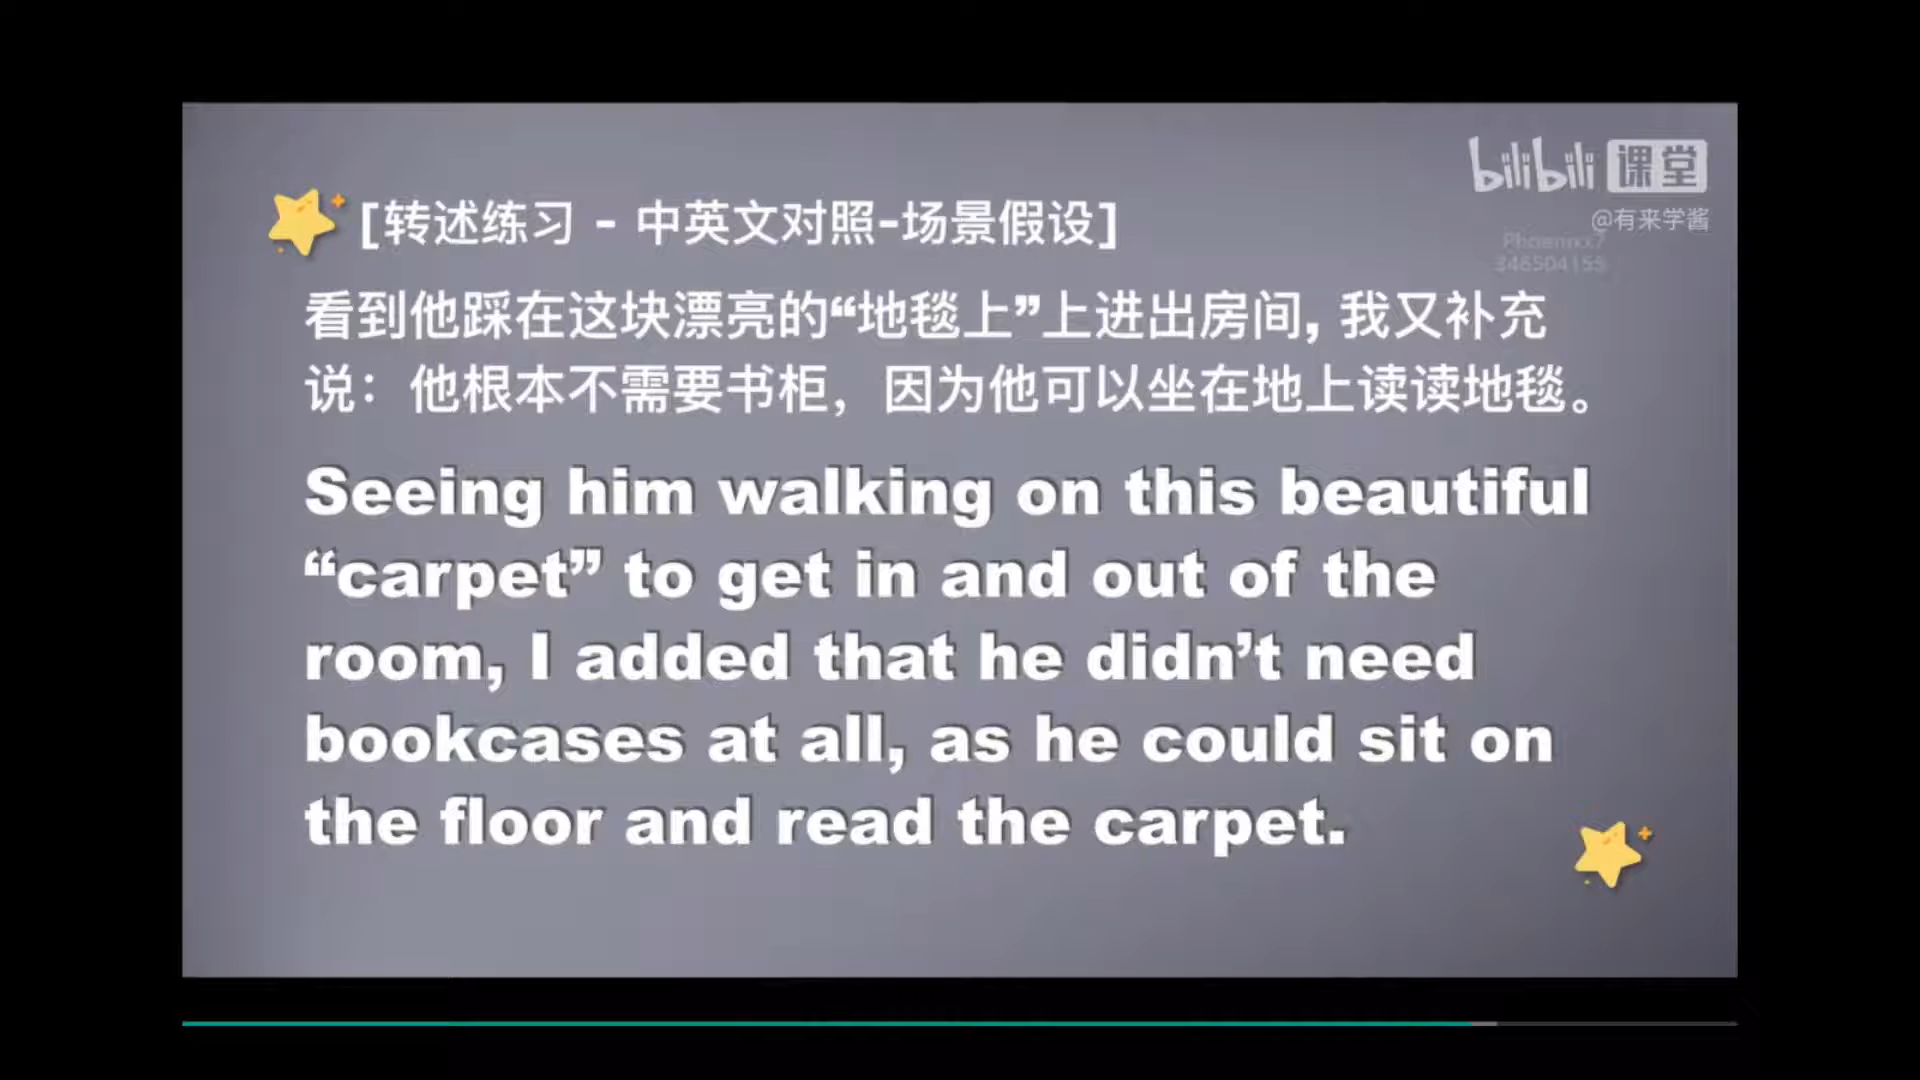 bilibili 课堂
@有来学酱
Phoenixx7
346504155
[转述练习 - 中英文对照-场景假设]
看到他踩在这块漂亮的“地毯上”上进出房间, 我又补充
说：他根本不需要书柜，因为他可以坐在地上读读地毯。
Seeing him walking on this beautiful
“carpet” to get in and out of the
room, I added that he didn’t need
bookcases at all, as he could sit on
the floor and read the carpet.